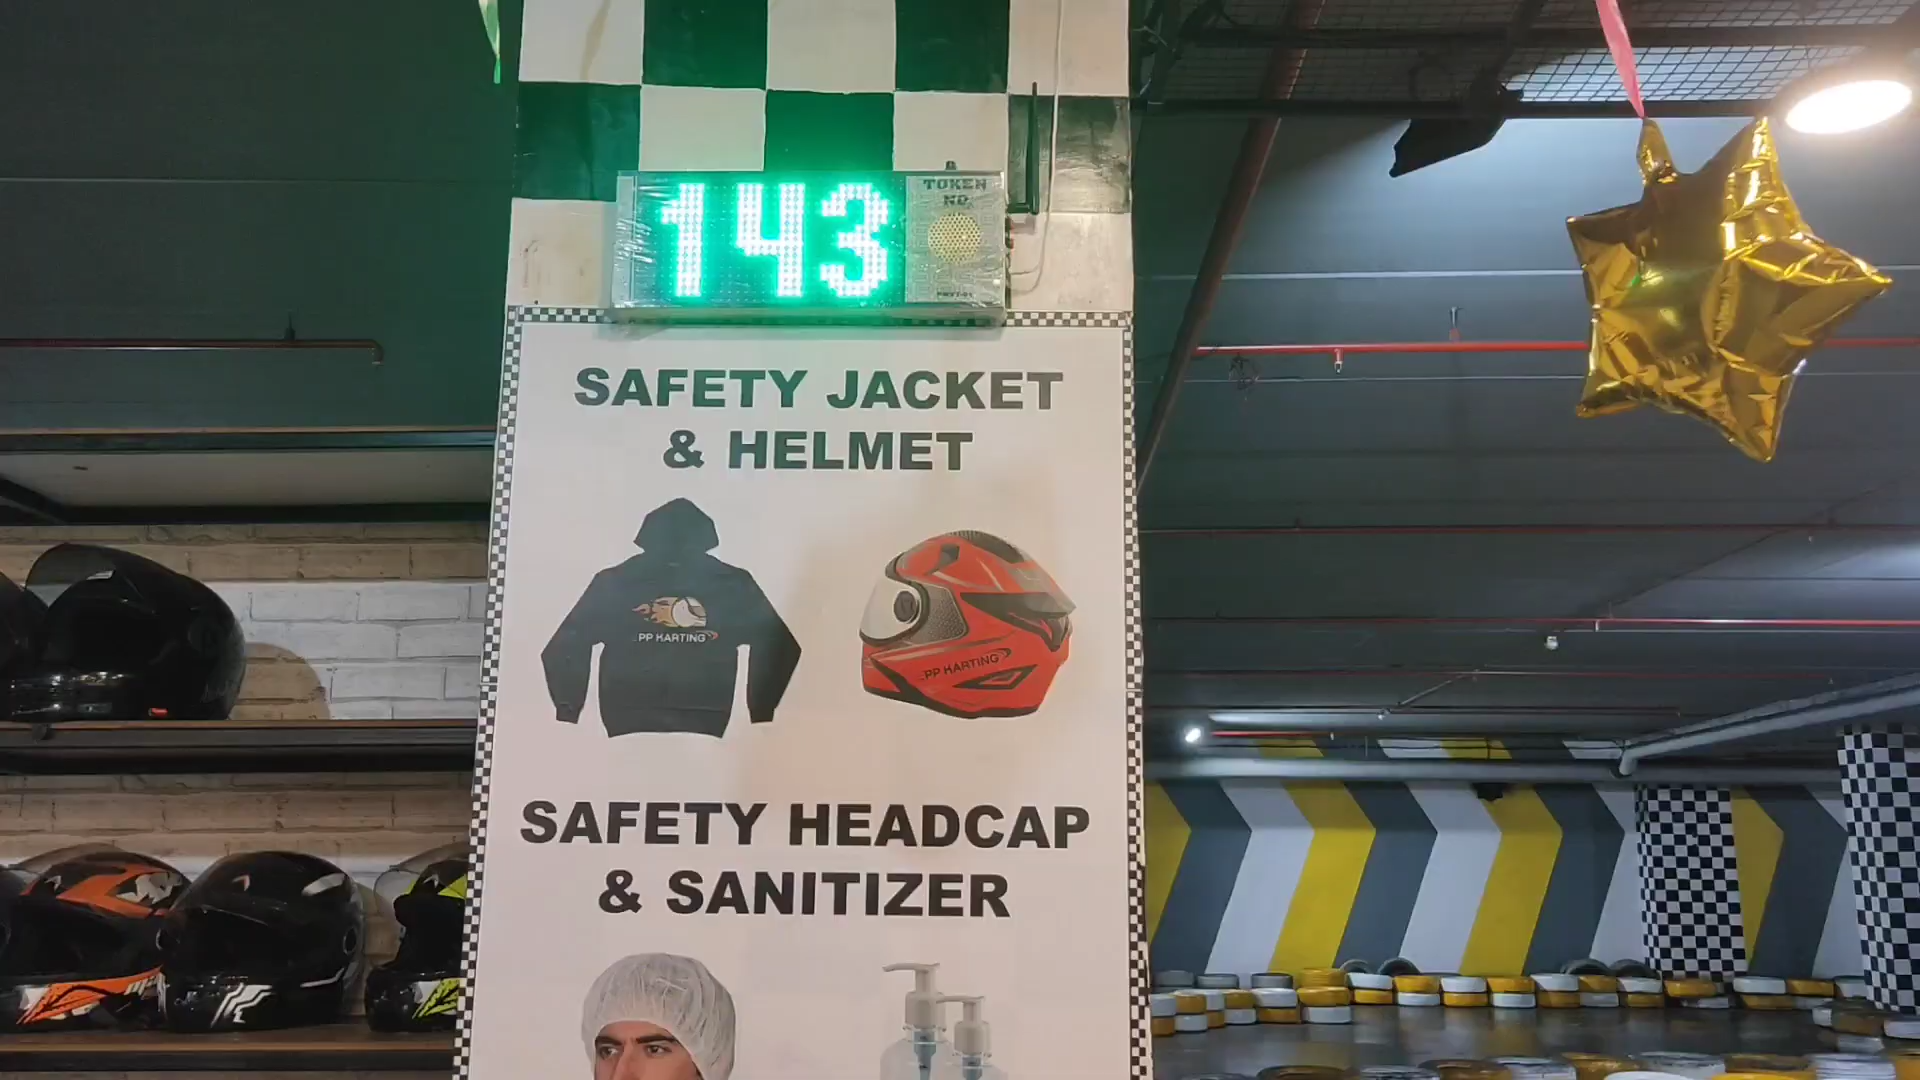 143
TOKEN
NO.
SAFETY JACKET
& HELMET
PP KARTING
PP KARTING
SAFETY HEADCAP
& SANITIZER